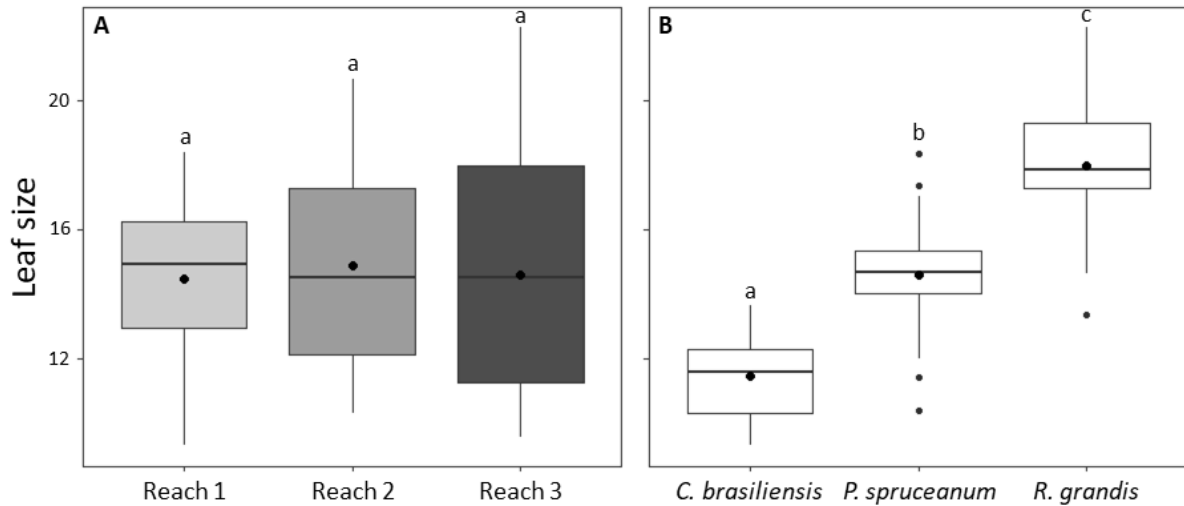 A
B
Leaf size
20
16
12
a
a
a
a
b
c
Reach 1
Reach 2
Reach 3
C. brasiliensis
P. spruceanum
R. grandis